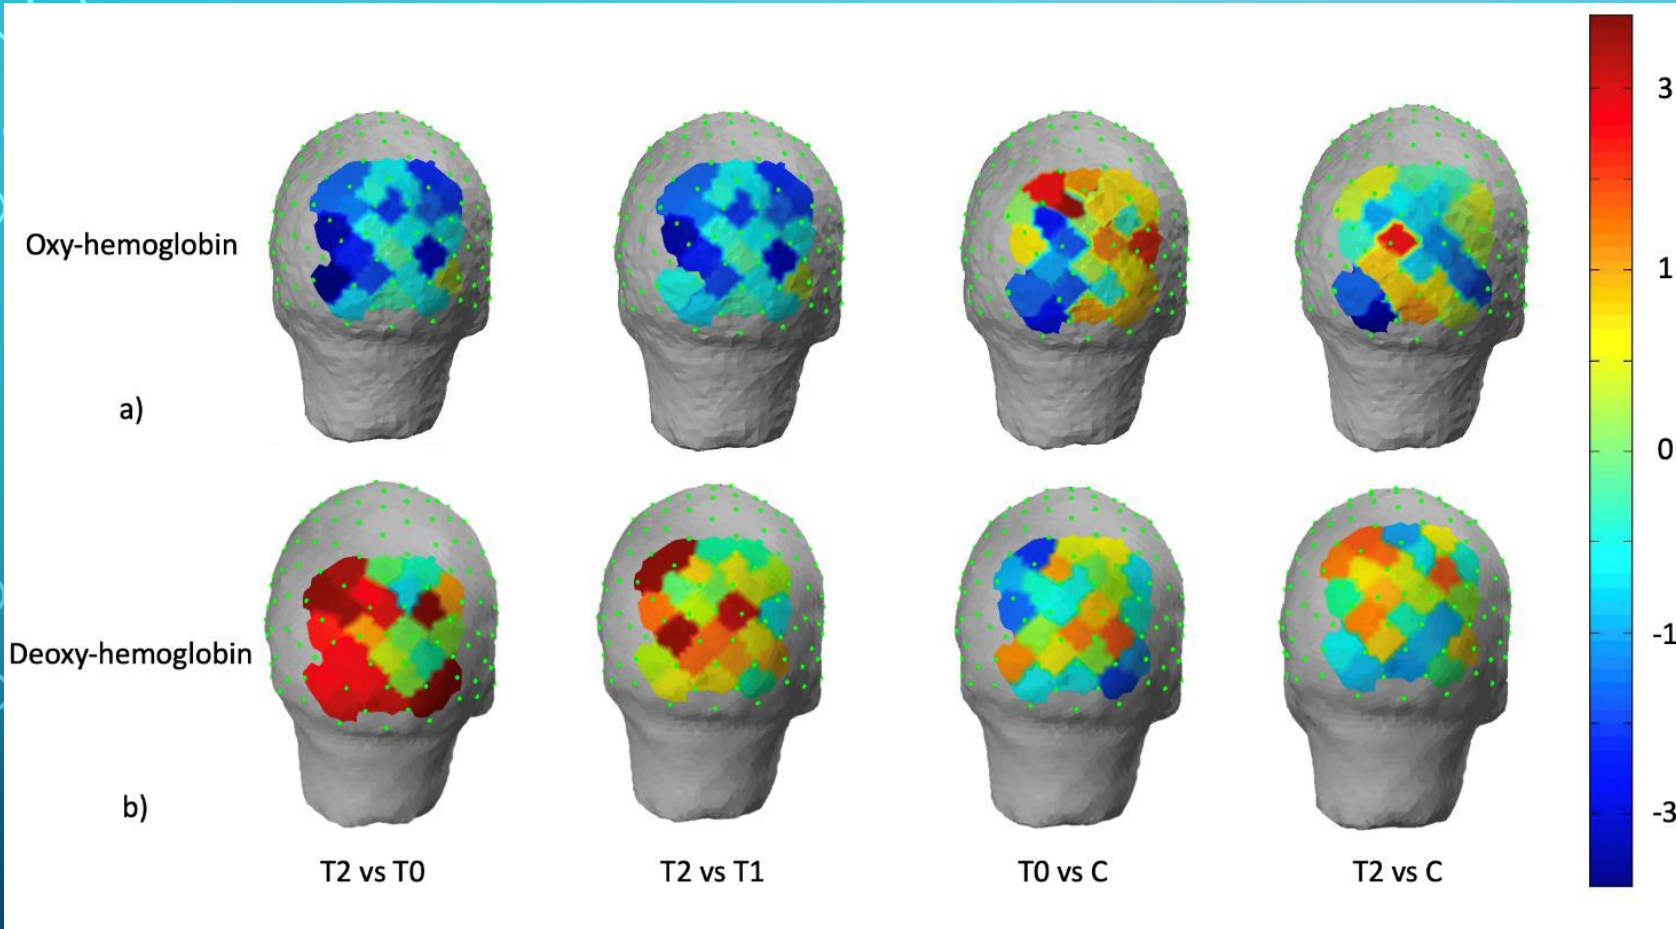 3
Oxy-hemoglobin
1
a)
0
Deoxy-hemoglobin
-1
b)
-3
T2 vs T0
T2 vs T1
T0 vs C
T2 vs C